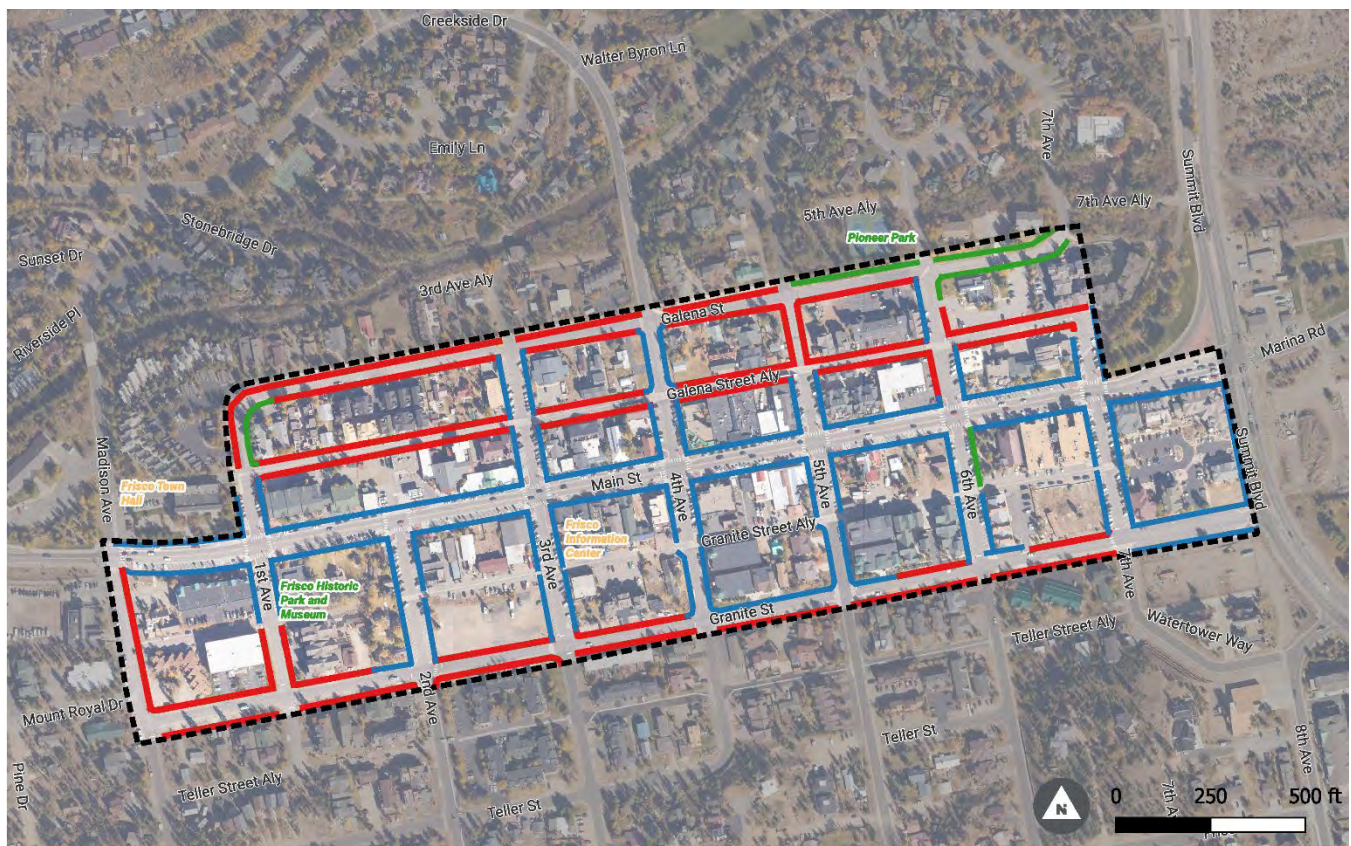 Creekside Dr
Walter Byron Ln
Emily Ln
7th Ave
Summit Blvd
Stonebridge Dr
Sunset Dr
5th Ave Aly
7th Ave Aly
Pioneer Park
3rd Ave Aly
Riverside Pl
Galena St
Marina Rd
Galena Street Aly
Madison Ave
Frisco Town
Hall
Main St
4th Ave
5th Ave
6th Ave
Summit Blvd
Frisco
Information
Center
Granite Street Aly
1st Ave
3rd Ave
7th Ave
Frisco Historic
Park and
Museum
Granite St
Teller Street Aly
Watertower Way
2nd Ave
Mount Royal Dr
Teller St
8th Ave
Pine Dr
Teller Street Aly
Teller St
N
0 250 500 ft